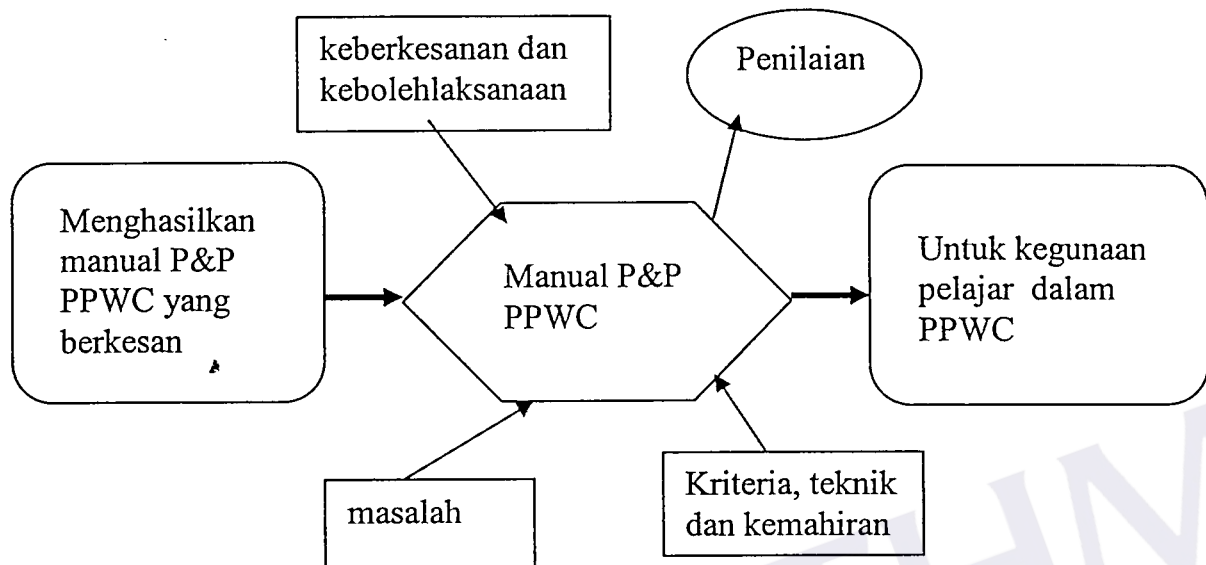 keberkesanan dan
kebolehlaksanaan
Penilaian
Menghasilkan
manual P&P
PPWC yang
berkesan
Manual P&P
PPWC
Untuk kegunaan
pelajar dalam
PPWC
masalah
Kriteria, teknik
dan kemahiran